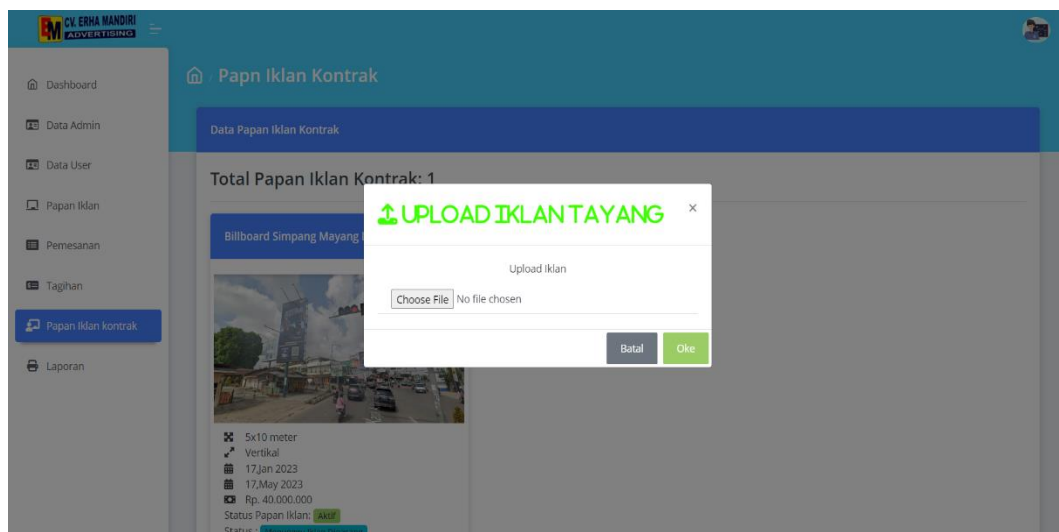 CV. ERHA MANDIRI
ADVERTISING
Papn Iklan Kontrak
Dashboard
Data Admin
Data User
Papan Iklan
Pemesanan
Tagihan
Papan Iklan kontrak
Laporan
Data Papan Iklan Kontrak
Total Papan Iklan Kontrak: 1
Billboard Simpang Mayang
5x10 meter
Vertikal
17,Jan 2023
17,May 2023
Rp. 40.000.000
Status Papan Iklan: Aktif
Status :
UPLOAD IKLAN TAYANG ×
Upload Iklan
Choose File No file chosen
Batal Oke